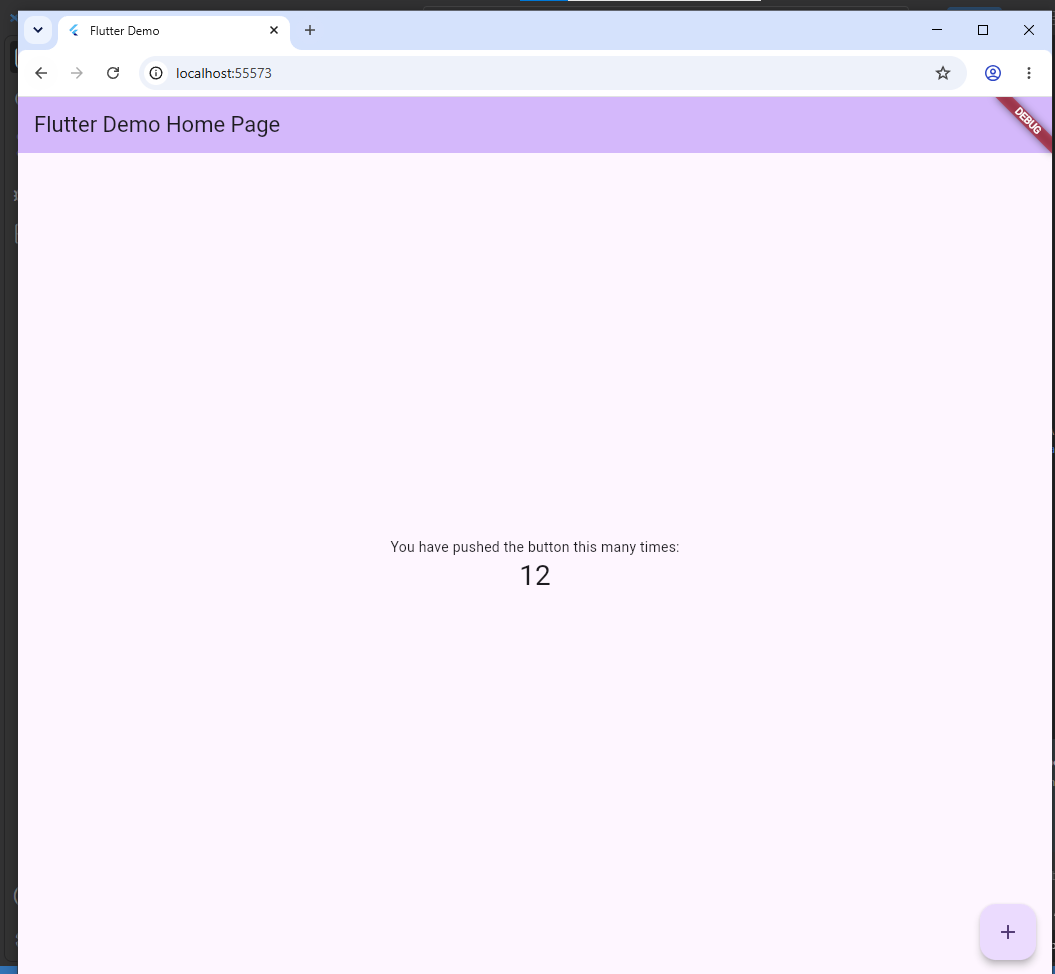 Flutter Demo
localhost:55573
Flutter Demo Home Page
DEBUG
You have pushed the button this many times:
12